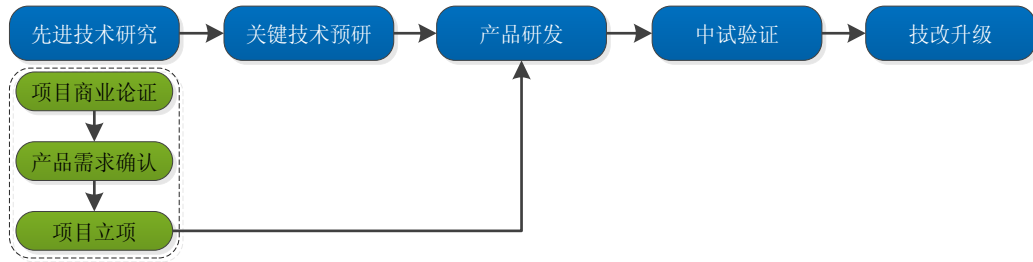 先进技术研究
关键技术预研
产品研发
中试验证
技改升级
项目商业论证
产品需求确认
项目立项